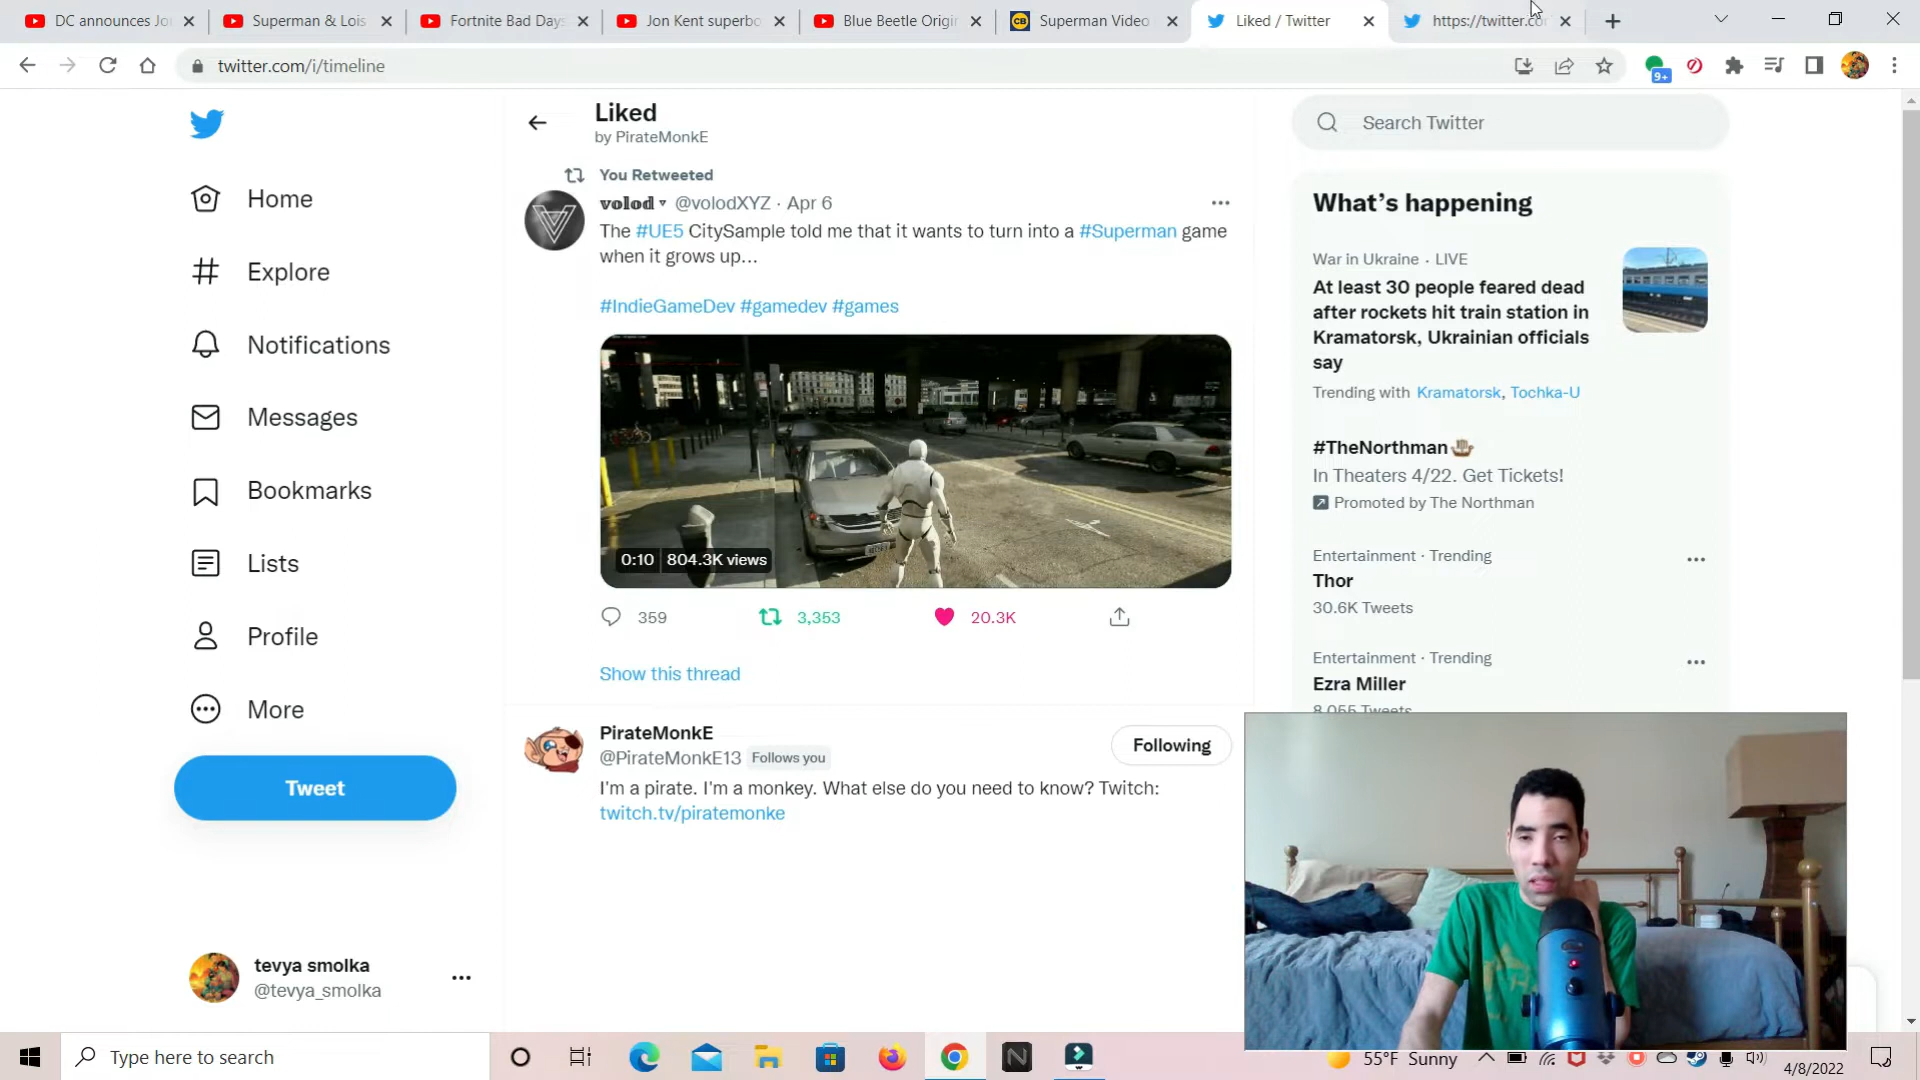 DC announces Jo
Superman & Lois
Fortnite Bad Days
Jon Kent superbo
Blue Beetle Origi
CB
Superman Video
Liked / Twitter
https://twitter.co
twitter.com/i/timeline
9+
Liked
by PirateMonkE
Search Twitter
You Retweeted
volod ▿ @volodXYZ · Apr 6
The #UE5 CitySample told me that it wants to turn into a #Superman game
when it grows up...
#IndieGameDev #gamedev #games
0:10
804.3K views
359
3,353
20.3K
Show this thread
PirateMonkE
@PirateMonkE13 Follows you
Following
I'm a pirate. I'm a monkey. What else do you need to know? Twitch:
twitch.tv/piratemonke
Home
Explore
Notifications
Messages
Bookmarks
Lists
Profile
More
Tweet
tevya smolka
@tevya_smolka
What's happening
War in Ukraine · LIVE
At least 30 people feared dead
after rockets hit train station in
Kramatorsk, Ukrainian officials
say
Trending with Kramatorsk, Tochka-U
#TheNorthman
In Theaters 4/22. Get Tickets!
Promoted by The Northman
Entertainment · Trending
Thor
30.6K Tweets
Entertainment · Trending
Ezra Miller
8,055 Tweets
Type here to search
N
55°F Sunny
4/8/2022